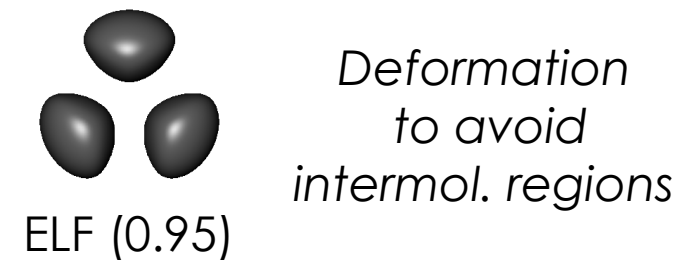 Deformation
to avoid
intermol. regions
ELF (0.95)